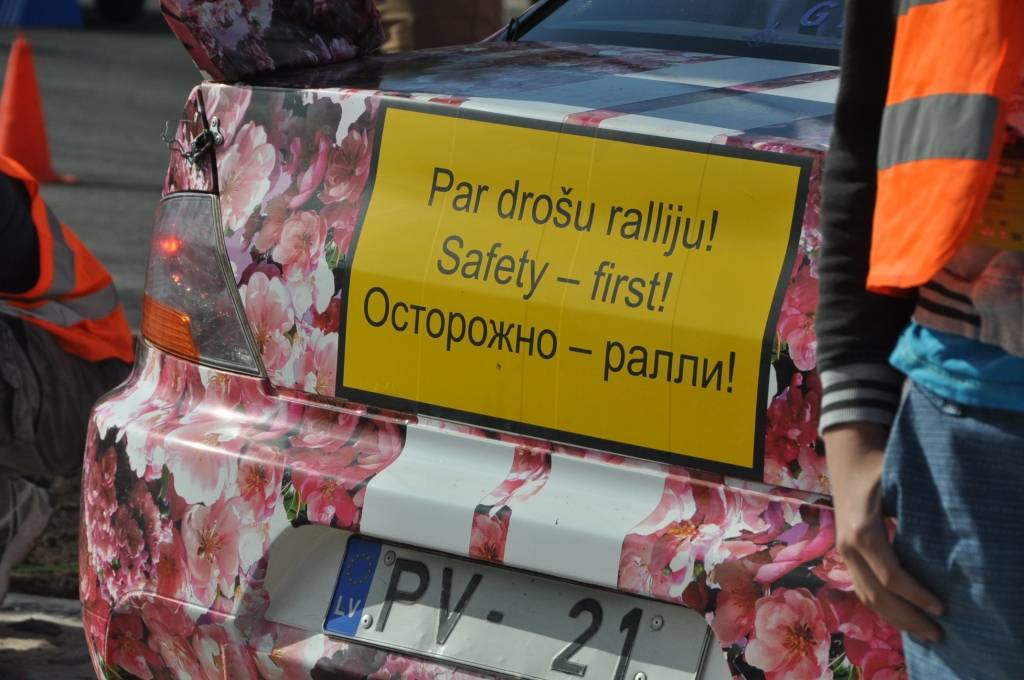 Par drošu ralliju!
Safety – first!
Осторожно – ралли!
LV PV- 21